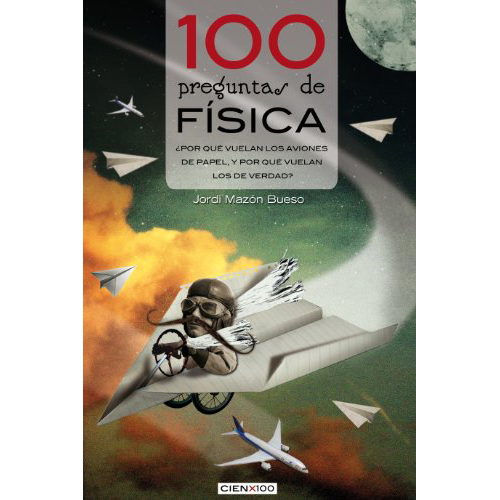 100
preguntas de
FÍSICA
¿POR QUÉ VUELAN LOS AVIONES
DE PAPEL, Y POR QUÉ VUELAN
LOS DE VERDAD?
Jordi Mazón Bueso
CIENX100